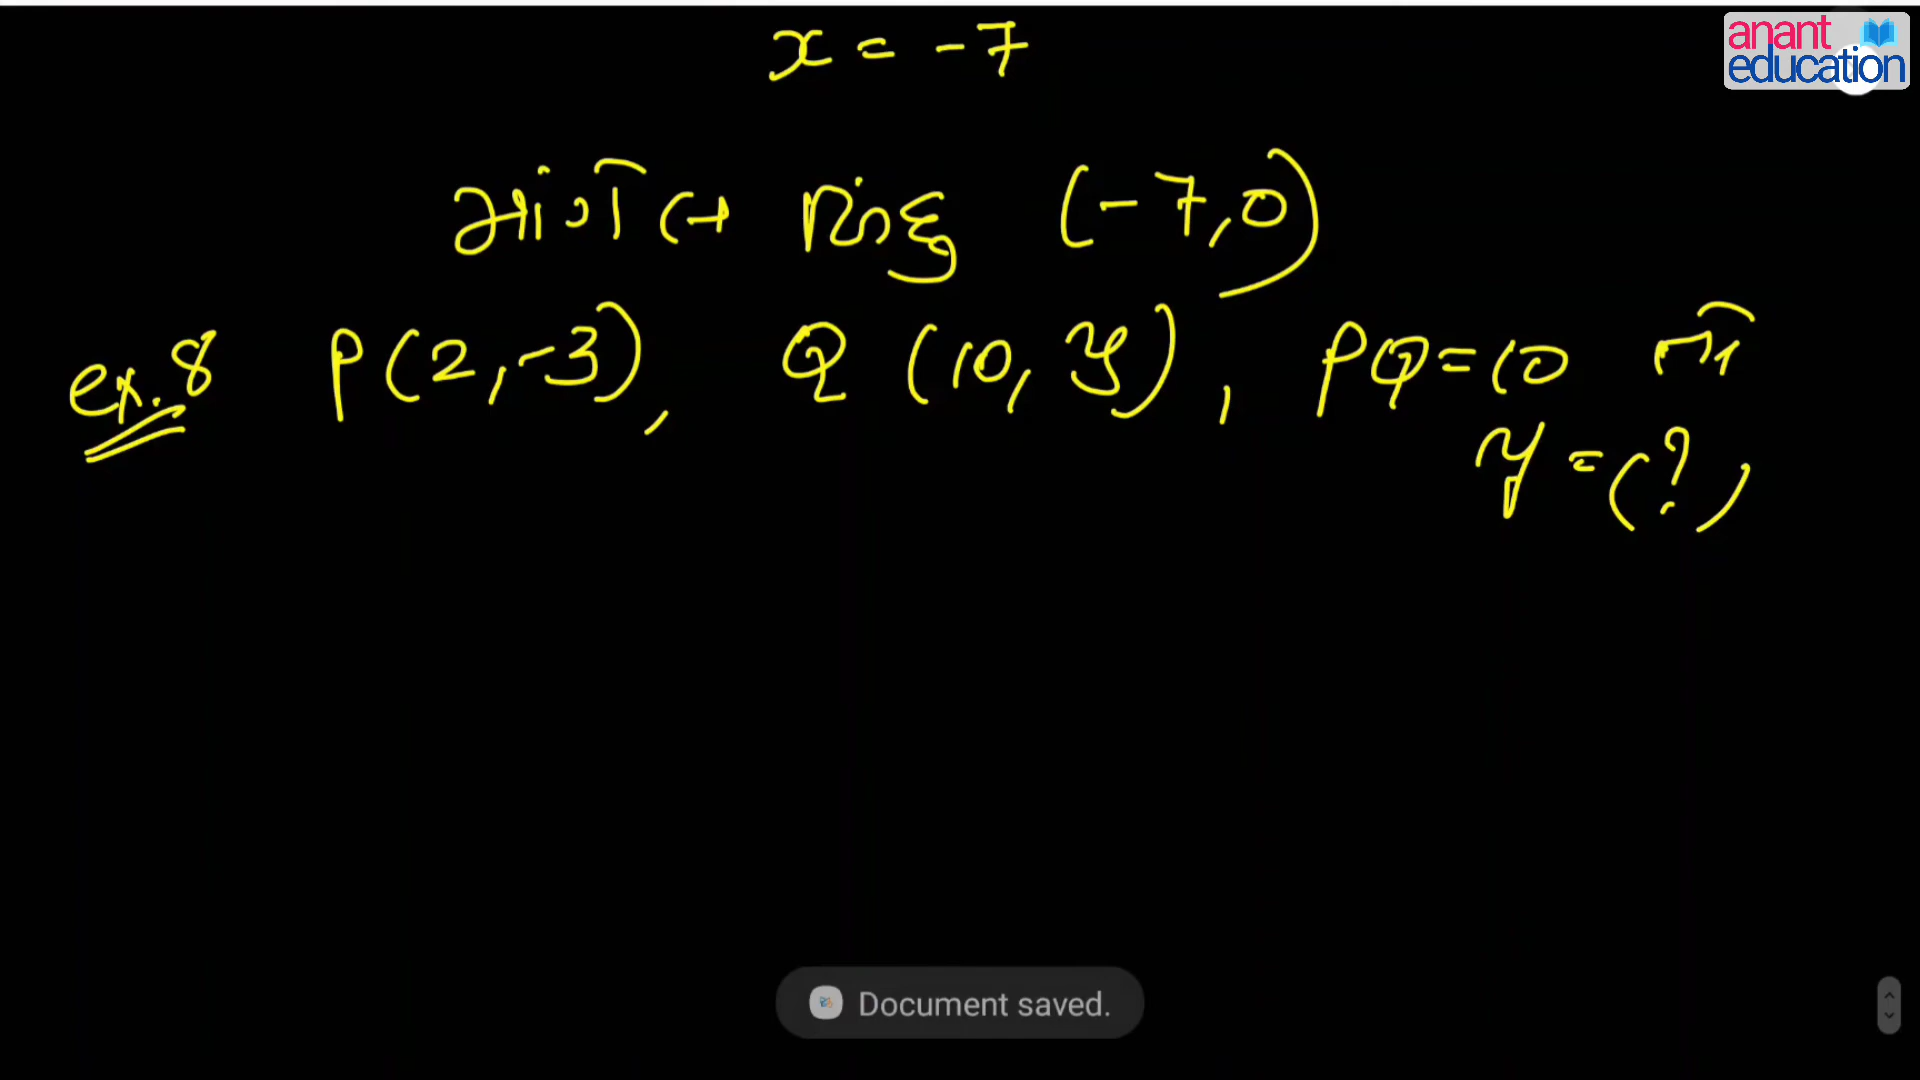 x = -7
anant
education
માંગેલ બિંદુ (-7,0)
ex.8 P(2,-3), Q (10, y), PQ=10 તો
y =(?)
Document saved.